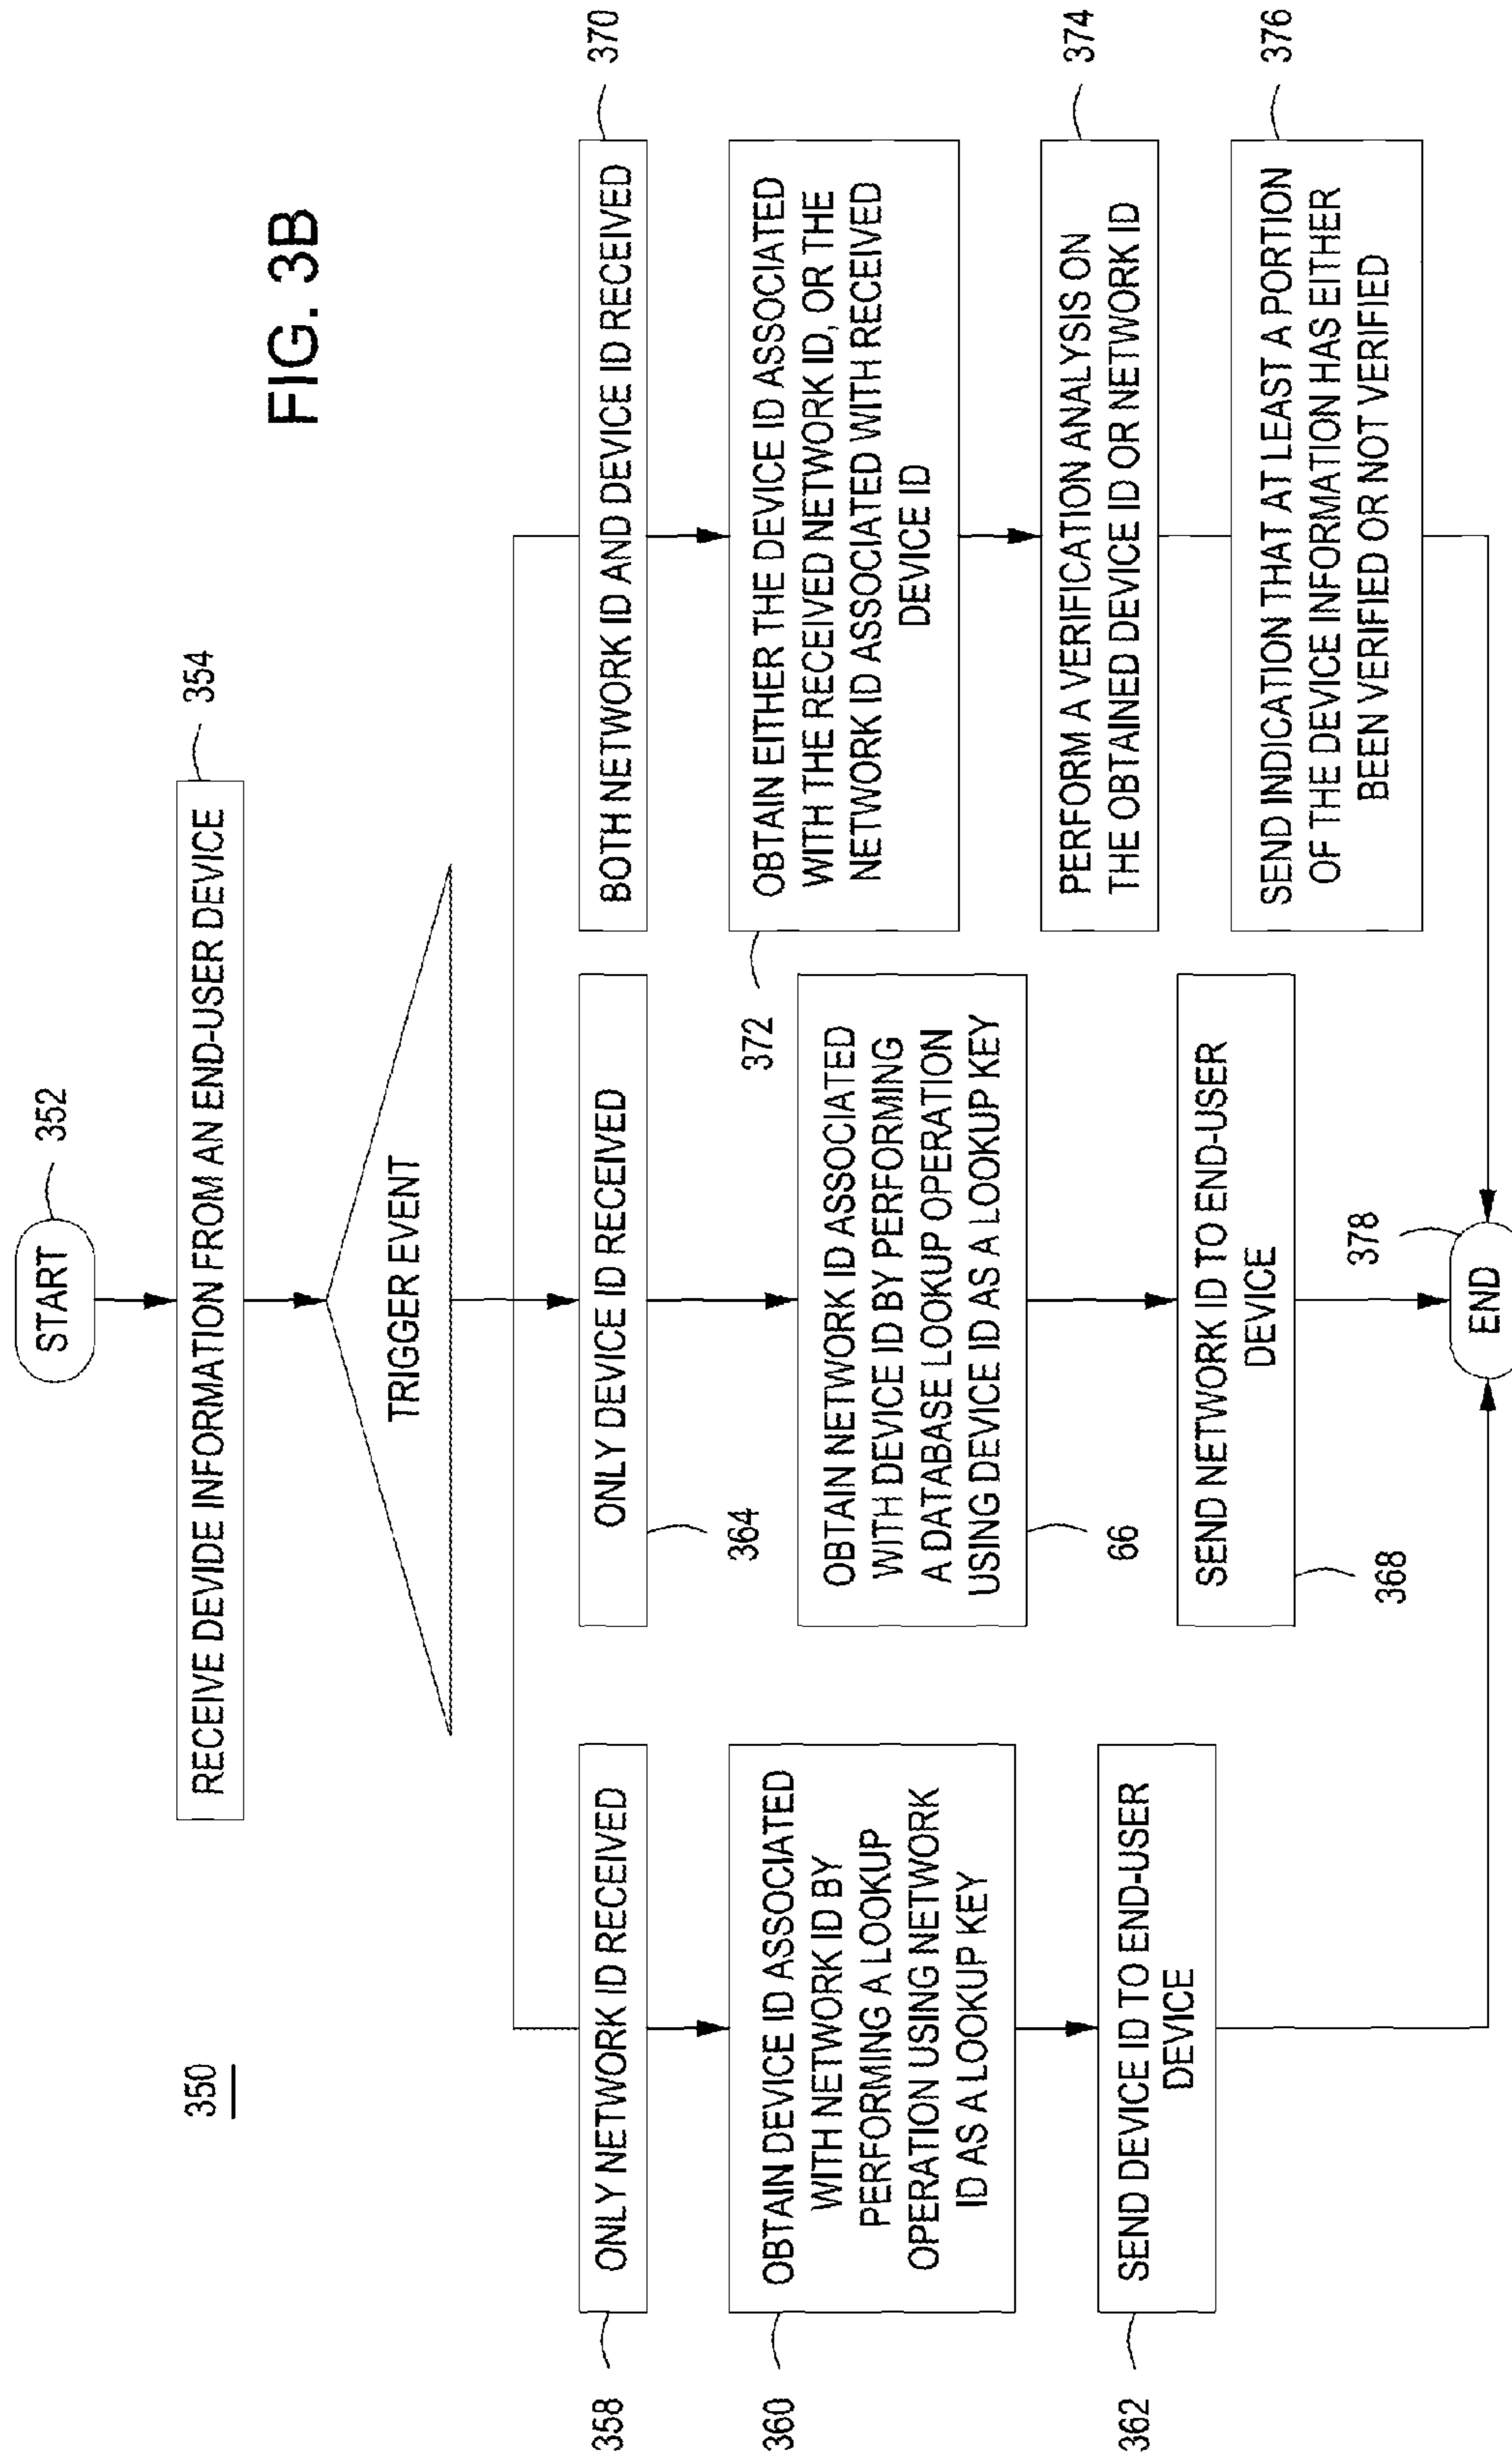 350
FIG. 3B
START
352
RECEIVE DEVIDE INFORMATION FROM AN END-USER DEVICE
354
TRIGGER EVENT
358
ONLY NETWORK ID RECEIVED
360
OBTAIN DEVICE ID ASSOCIATED
WITH NETWORK ID BY
PERFORMING A LOOKUP
OPERATION USING NETWORK
ID AS A LOOKUP KEY
362
SEND DEVICE ID TO END-USER
DEVICE
ONLY DEVICE ID RECEIVED
364
OBTAIN NETWORK ID ASSOCIATED
WITH DEVICE ID BY PERFORMING
A DATABASE LOOKUP OPERATION
USING DEVICE ID AS A LOOKUP KEY
66
SEND NETWORK ID TO END-USER
DEVICE
368
BOTH NETWORK ID AND DEVICE ID RECEIVED
370
OBTAIN EITHER THE DEVICE ID ASSOCIATED
WITH THE RECEIVED NETWORK ID, OR THE
NETWORK ID ASSOCIATED WITH RECEIVED
DEVICE ID
372
PERFORM A VERIFICATION ANALYSIS ON
THE OBTAINED DEVICE ID OR NETWORK ID
374
SEND INDICATION THAT AT LEAST A PORTION
OF THE DEVICE INFORMATION HAS EITHER
BEEN VERIFIED OR NOT VERIFIED
376
378
END